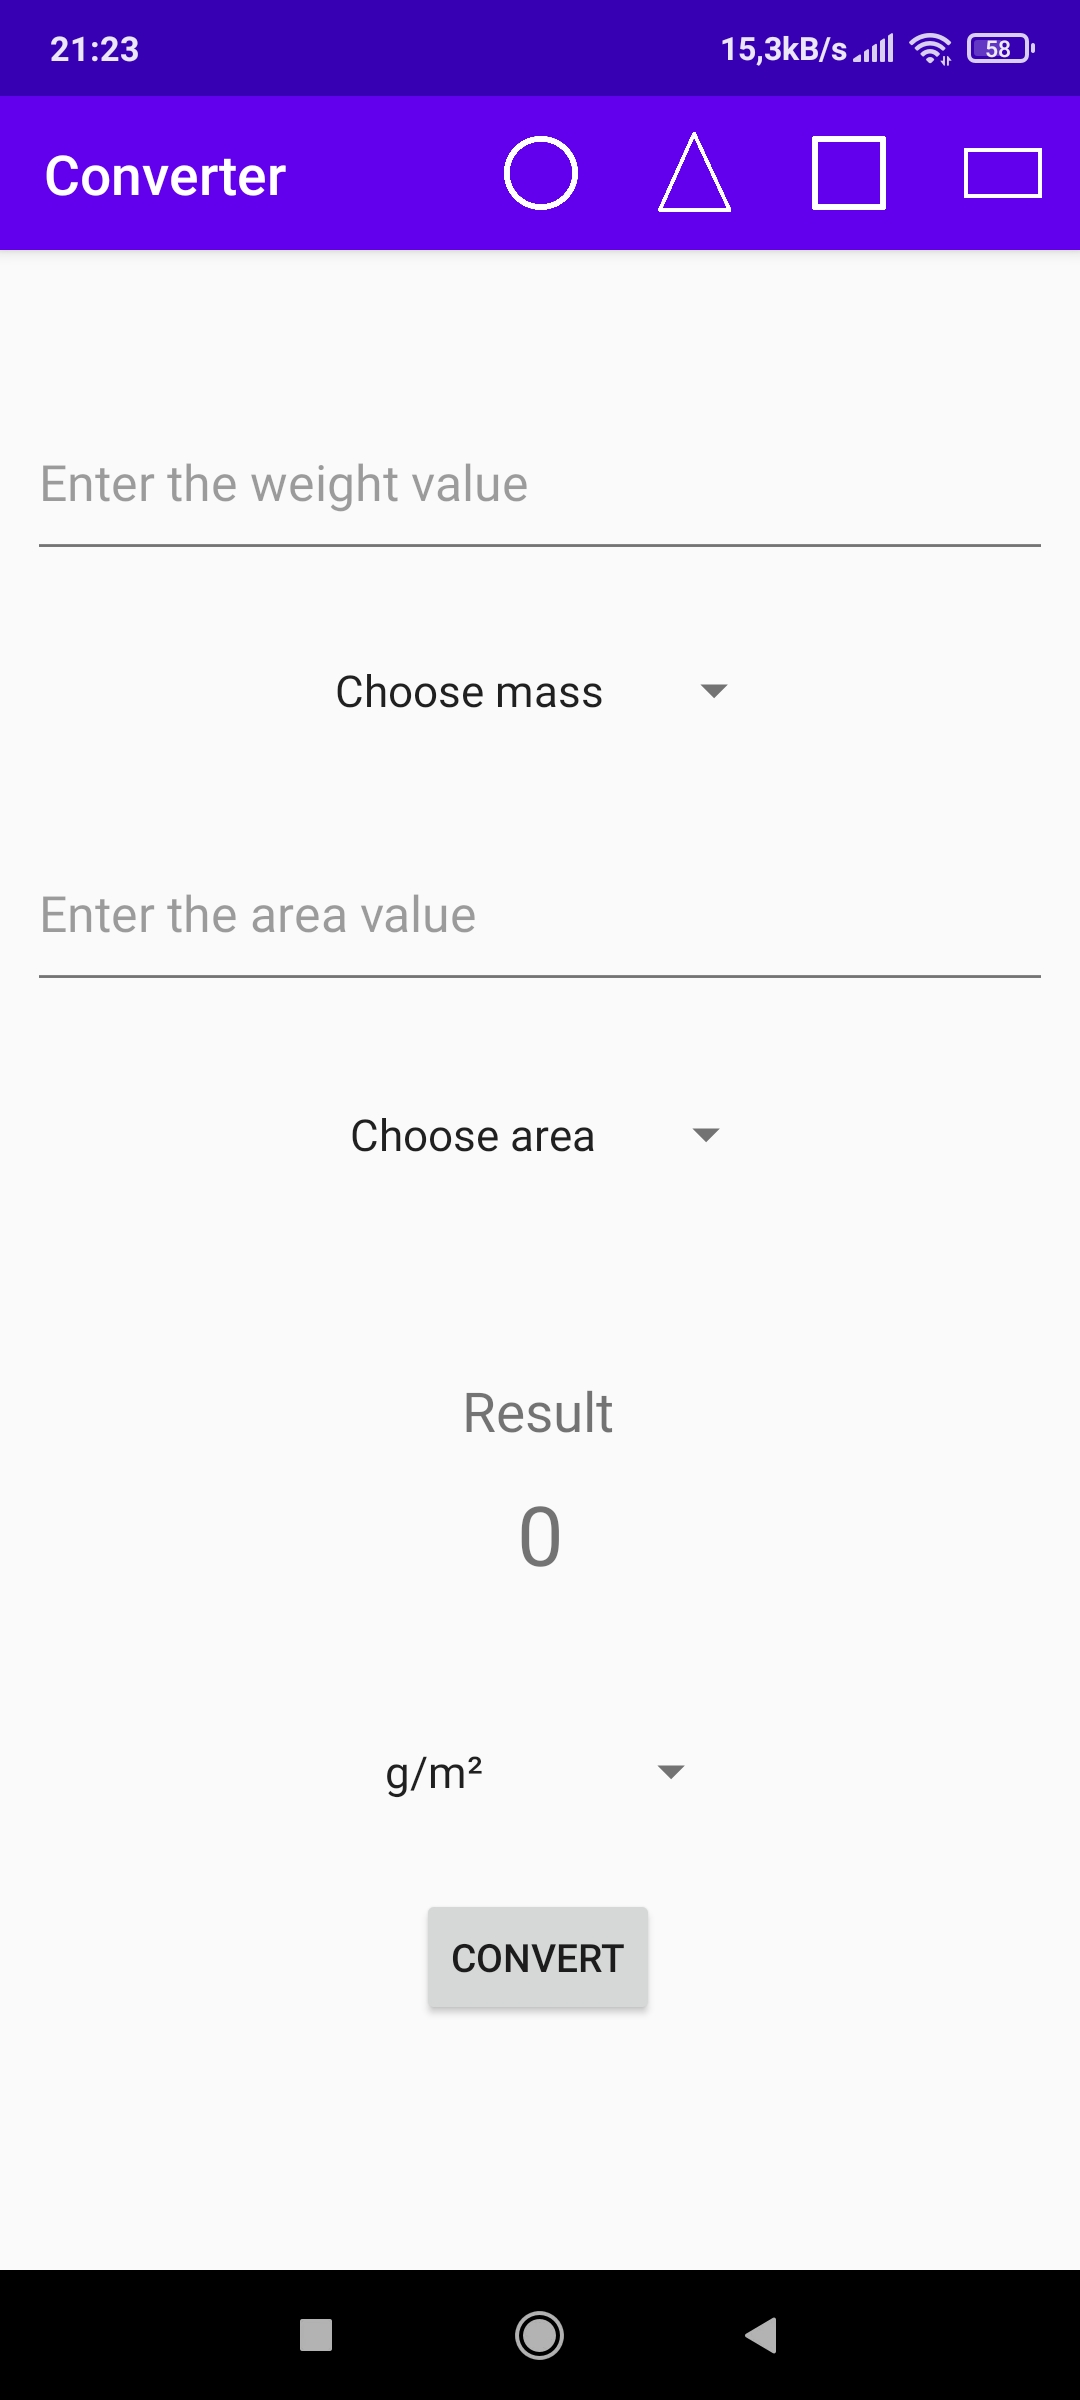 21:23 15,3kB/s 58
Converter
Enter the weight value
Choose mass
Enter the area value
Choose area
Result
0
g/m²
CONVERT